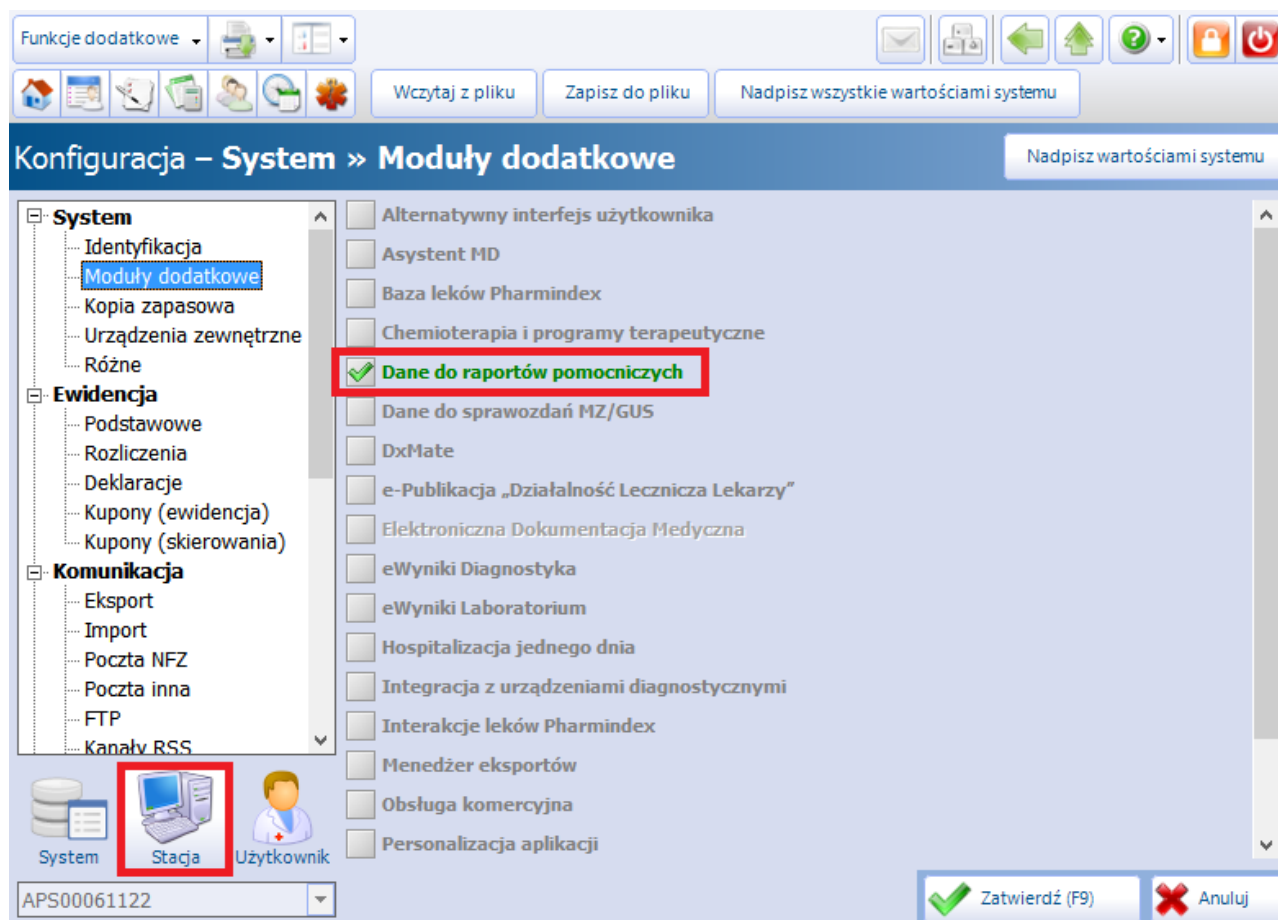 Funkcje dodatkowe
Wczytaj z pliku
Zapisz do pliku
Nadpisz wszystkie wartościami systemu
Konfiguracja – System » Moduły dodatkowe
Nadpisz wartościami systemu
System
Identyfikacja
Moduły dodatkowe
Kopia zapasowa
Urządzenia zewnętrzne
Różne
Ewidencja
Podstawowe
Rozliczenia
Deklaracje
Kupony (ewidencja)
Kupony (skierowania)
Komunikacja
Eksport
Import
Poczta NFZ
Poczta inna
FTP
Kanały RSS
Alternatywny interfejs użytkownika
Asystent MD
Baza leków Pharmindex
Chemioterapia i programy terapeutyczne
Dane do raportów pomocniczych
Dane do sprawozdań MZ/GUS
DxMate
e-Publikacja „Działalność Lecznicza Lekarzy”
Elektroniczna Dokumentacja Medyczna
eWyniki Diagnostyka
eWyniki Laboratorium
Hospitalizacja jednego dnia
Integracja z urządzeniami diagnostycznymi
Interakcje leków Pharmindex
Menedżer eksportów
Obsługa komercyjna
Personalizacja aplikacji
System
Stacja
Użytkownik
APS00061122
Zatwierdź (F9)
Anuluj